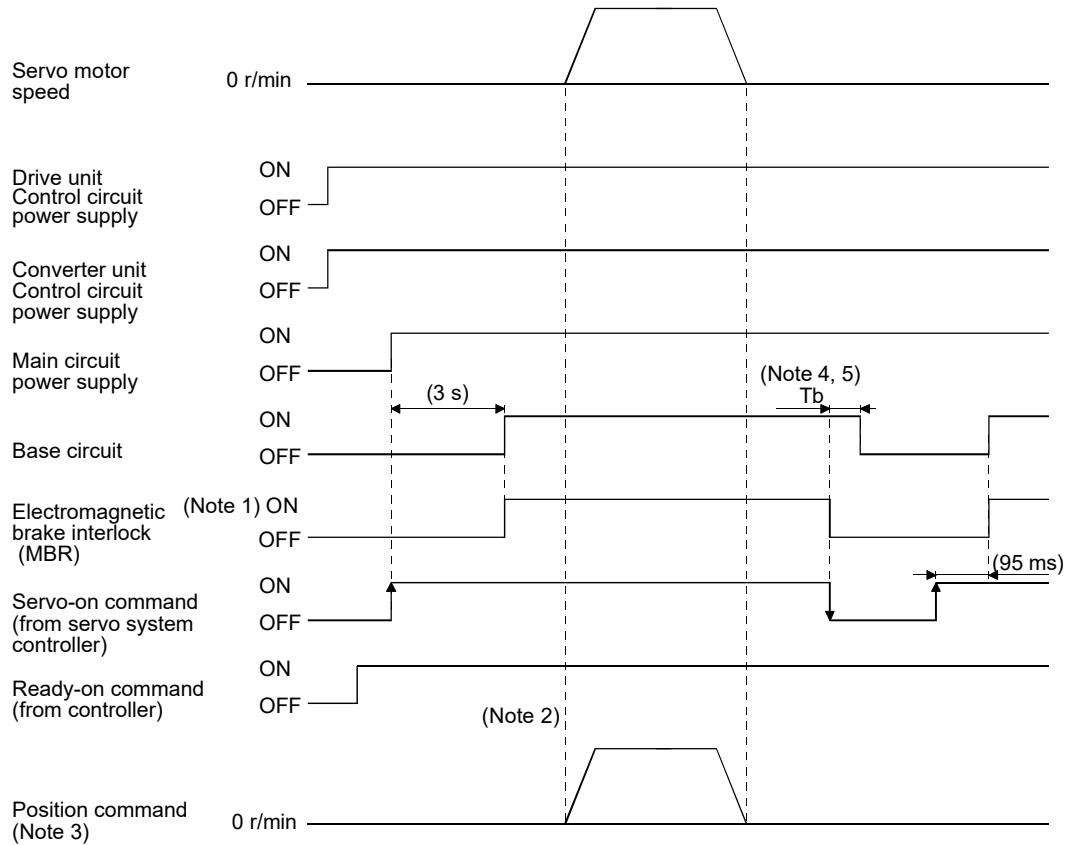 Servo motor
speed
0 r/min
Drive unit
Control circuit
power supply
ON
OFF
Converter unit
Control circuit
power supply
ON
OFF
Main circuit
power supply
ON
OFF
(3 s)
(Note 4, 5)
Tb
Base circuit
ON
OFF
Electromagnetic
brake interlock
(MBR)
(Note 1) ON
OFF
(95 ms)
Servo-on command
(from servo system
controller)
ON
OFF
Ready-on command
(from controller)
ON
OFF
(Note 2)
Position command
(Note 3)
0 r/min